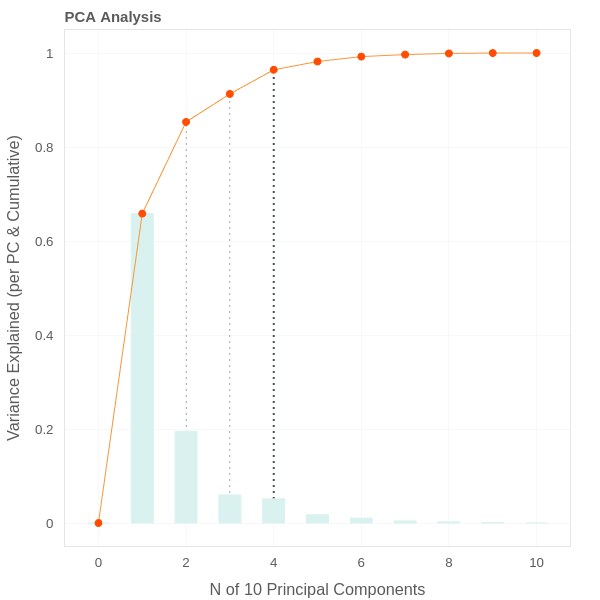 PCA Analysis
Variance Explained (per PC & Cumulative)
1
0.8
0.6
0.4
0.2
0
0 2 4 6 8 10
N of 10 Principal Components